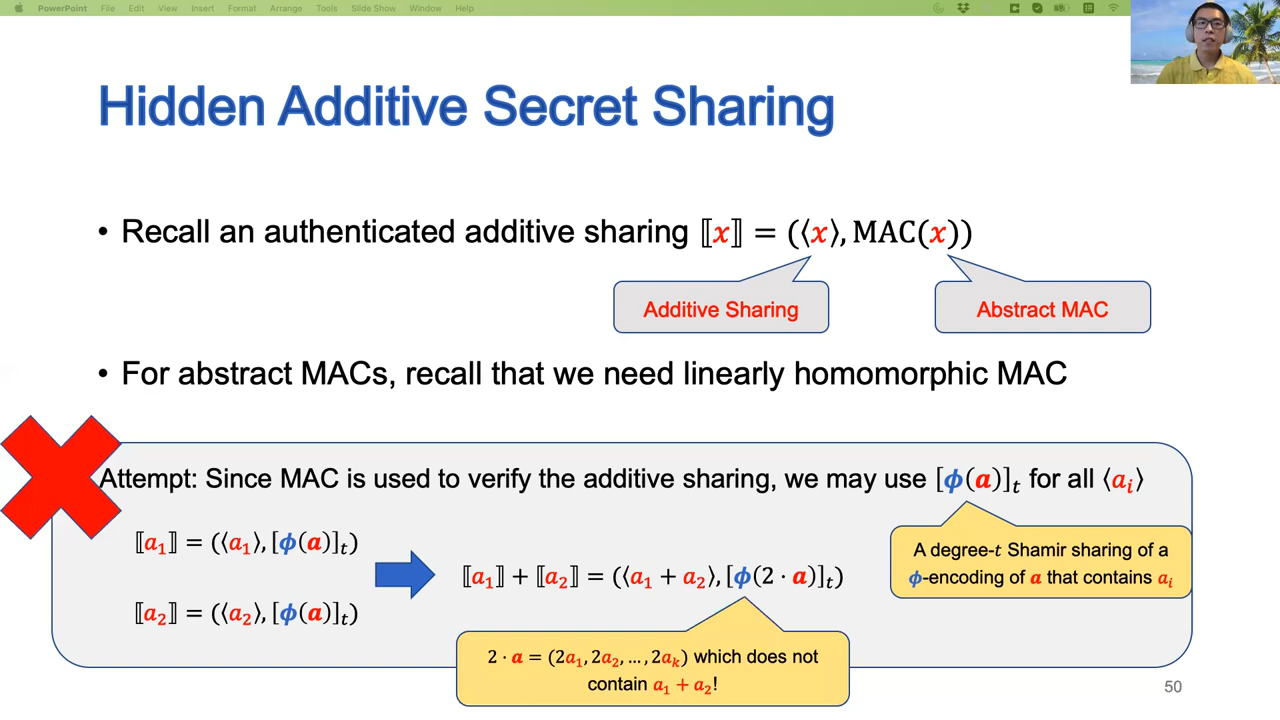 PowerPoint File Edit View Insert Format Arrange Tools Slide Show Window Help
Hidden Additive Secret Sharing
• Recall an authenticated additive sharing ⟦x⟧ = (⟨x⟩, MAC(x))
Additive Sharing
Abstract MAC
• For abstract MACs, recall that we need linearly homomorphic MAC
Attempt: Since MAC is used to verify the additive sharing, we may use [ϕ(a)]ₜ for all ⟨aᵢ⟩
⟦a₁⟧ = (⟨a₁⟩, [ϕ(a)]ₜ)
⟦a₂⟧ = (⟨a₂⟩, [ϕ(a)]ₜ)
⟦a₁⟧ + ⟦a₂⟧ = (⟨a₁ + a₂⟩, [ϕ(2 · a)]ₜ)
A degree-t Shamir sharing of a
ϕ-encoding of a that contains aᵢ
2 · a = (2a₁, 2a₂, …, 2aₖ) which does not
contain a₁ + a₂!
50